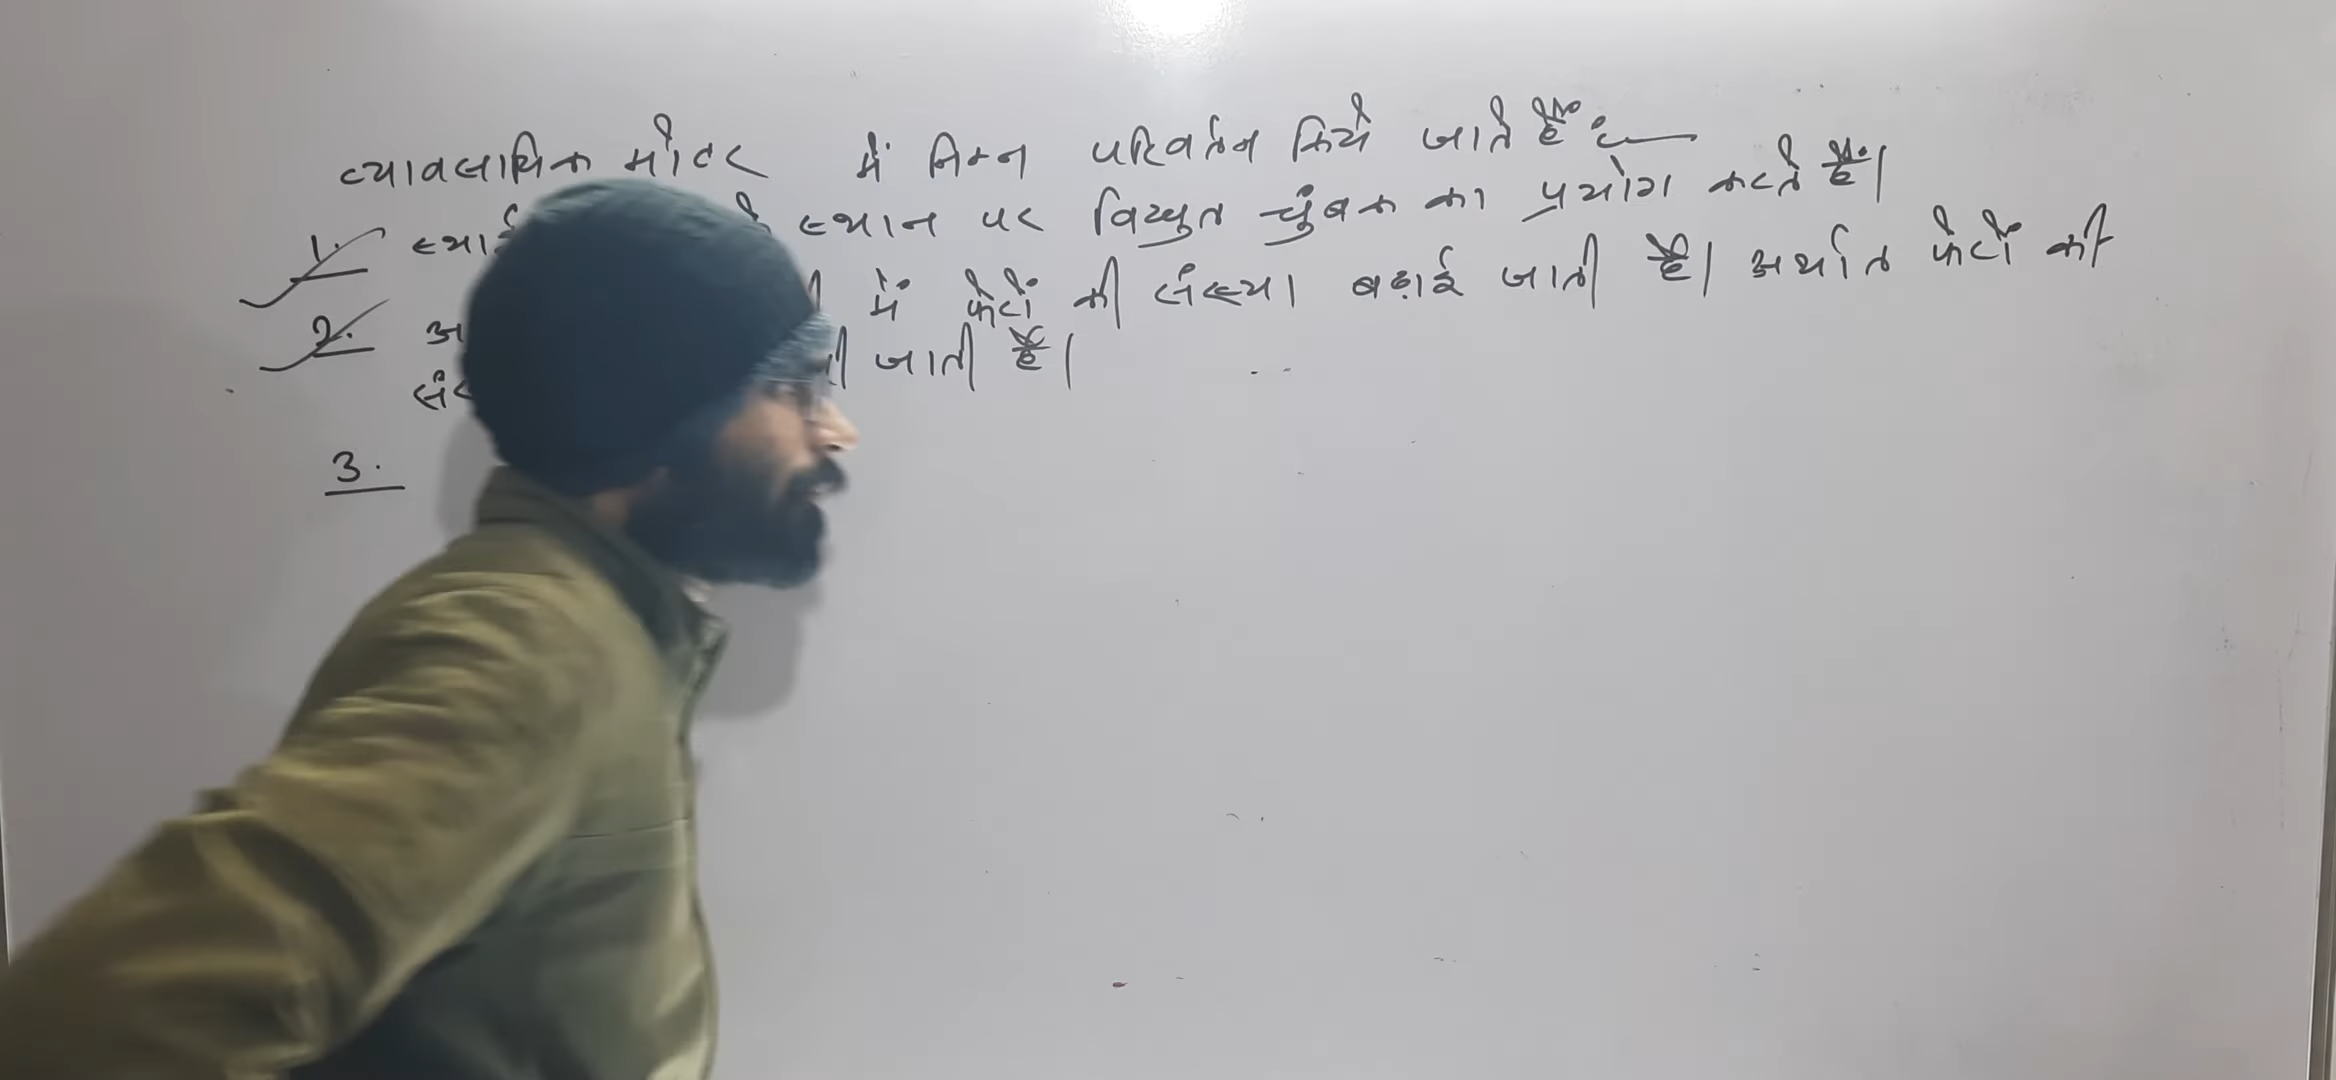 व्यावसायिक मोटर में निम्न परिवर्तन किये जाते हैं :—
1. स्थाई स्थान पर विद्युत चुंबक का प्रयोग करते हैं।
2. में फेरों की संख्या बढ़ाई जाती है। अर्थात फेरों की
जाती है।
3.